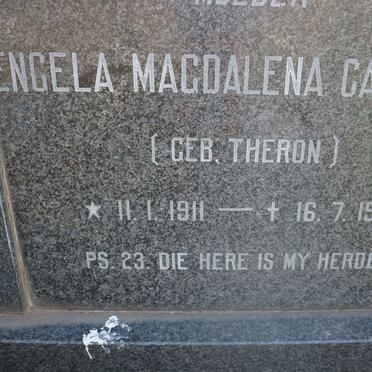 ENGELA MAGDALENA
( GEB. THERON )
★ 11. 1. 1911 — ✝ 16. 7.
PS. 23. DIE HERE IS MY